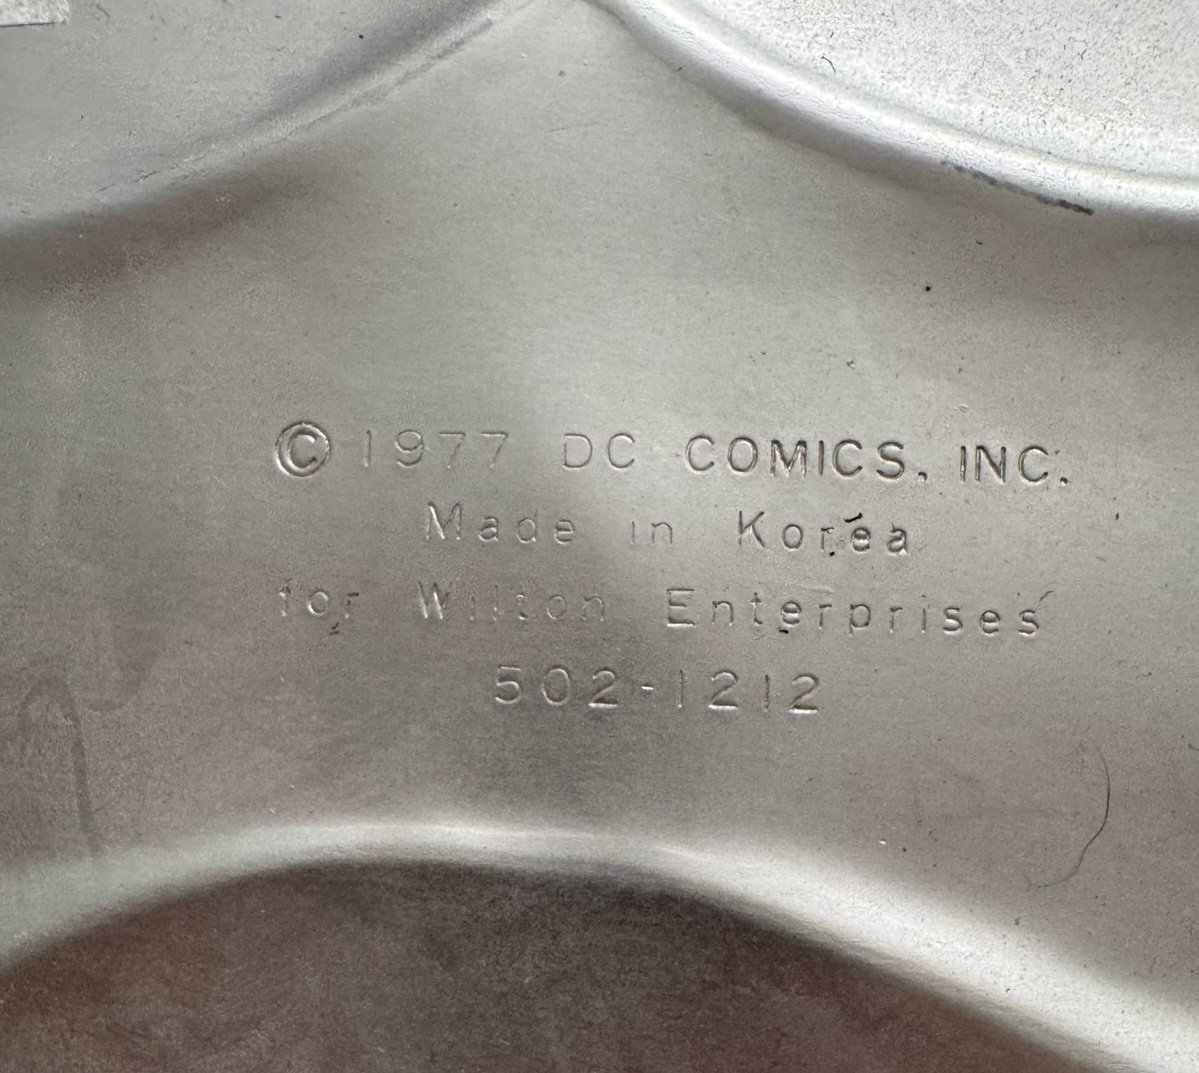 © 1977 DC COMICS, INC.
Made in Korea
for Wilton Enterprises
502-1212